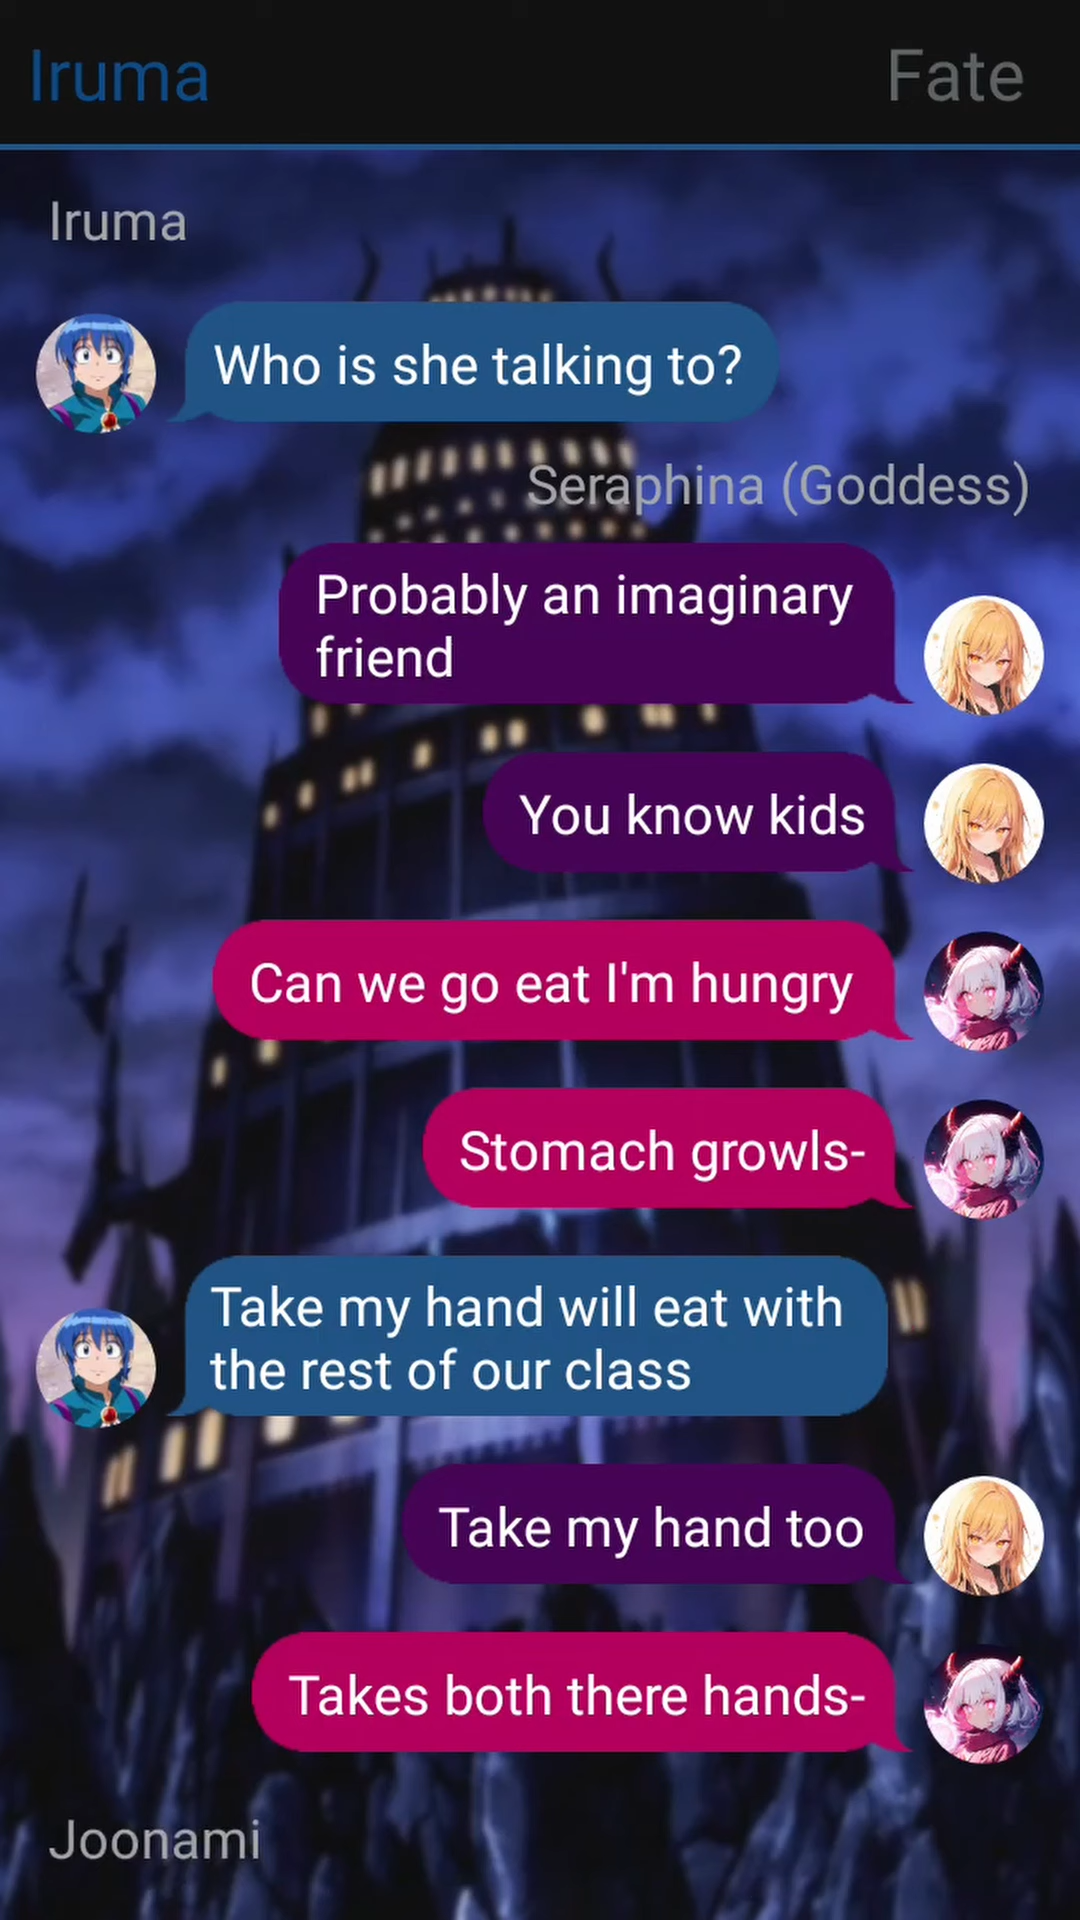 Iruma
Fate
Iruma
Who is she talking to?
Seraphina (Goddess)
Probably an imaginary
friend
You know kids
Can we go eat I'm hungry
Stomach growls-
Take my hand will eat with
the rest of our class
Take my hand too
Takes both there hands-
Joonami